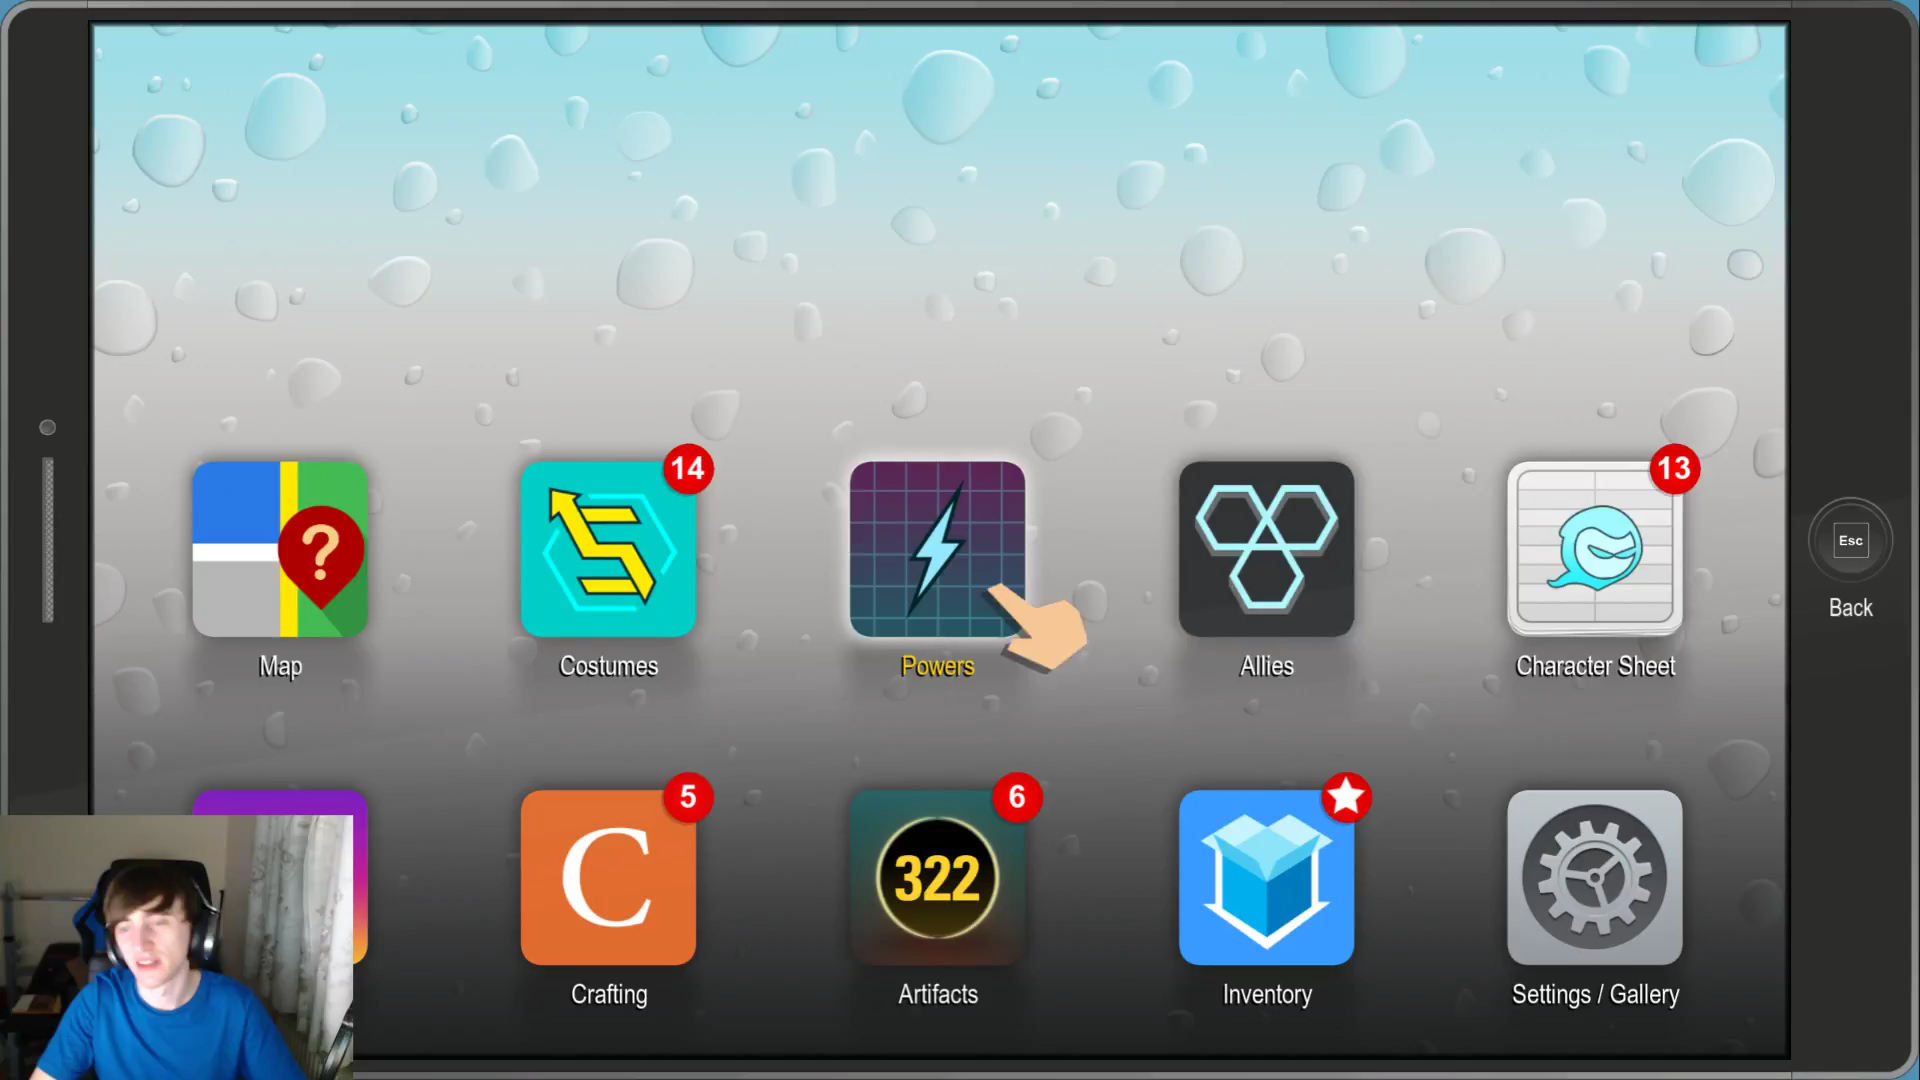 14
13
?
Esc
Map
Costumes
Powers
Allies
Character Sheet
Back
5
6
C
322
Crafting
Artifacts
Inventory
Settings / Gallery